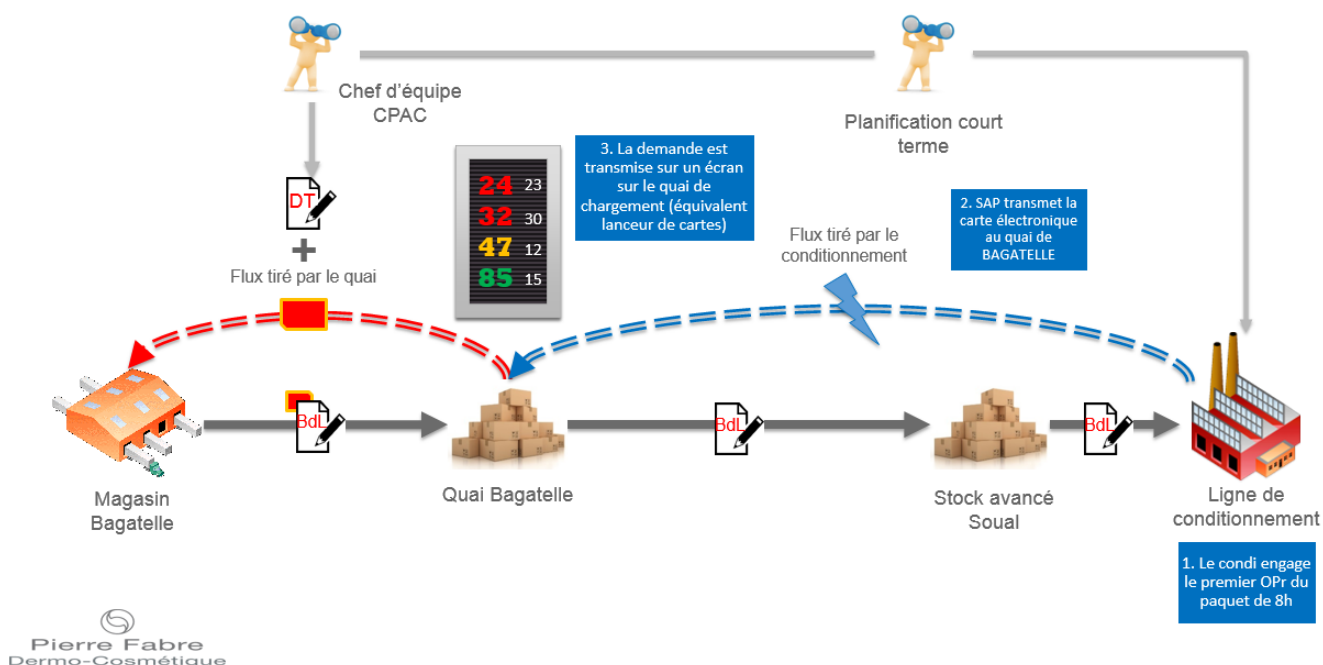 Chef d'équipe
CPAC
Planification court
terme
3. La demande est
transmise sur un écran
sur le quai de
chargement (équivalent
lanceur de cartes)
24 23
32 30
47 12
85 15
2. SAP transmet la
carte électronique
au quai de
BAGATELLE
DT
+
Flux tiré par le quai
Flux tiré par le
conditionnement
BdL
BdL
BdL
Magasin
Bagatelle
Quai Bagatelle
Stock avancé
Soual
Ligne de
conditionnement
1. Le condi engage
le premier OPr du
paquet de 8h
Pierre Fabre
Dermo-Cosmétique